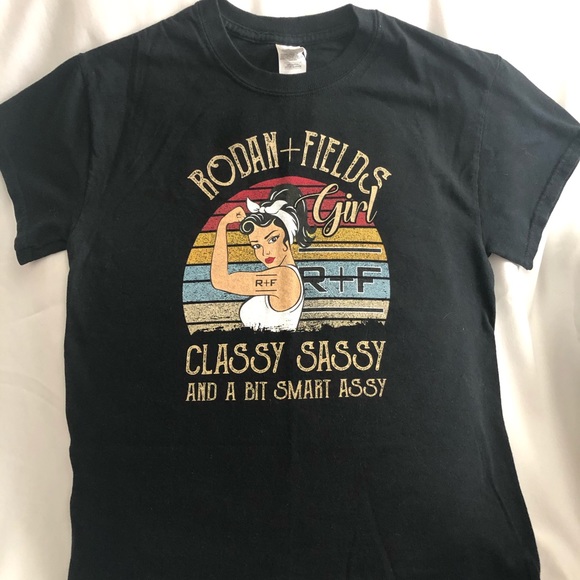 RODAN+FIELDS
Girl
R+F
R+F
CLASSY SASSY
AND A BIT SMART ASSY